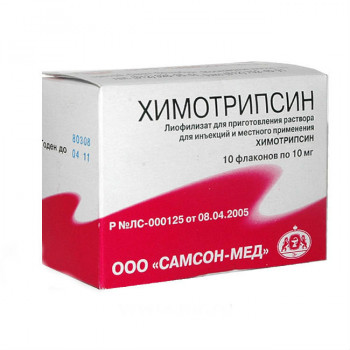 ХИМОТРИПСИН
Лиофилизат для приготовления раствора
для инъекций и местного применения
ХИМОТРИПСИН
10 флаконов по 10 мг
Р №ЛС-000125 от 08.04.2005
ООО «САМСОН-МЕД»
80308
Годен до 04 11